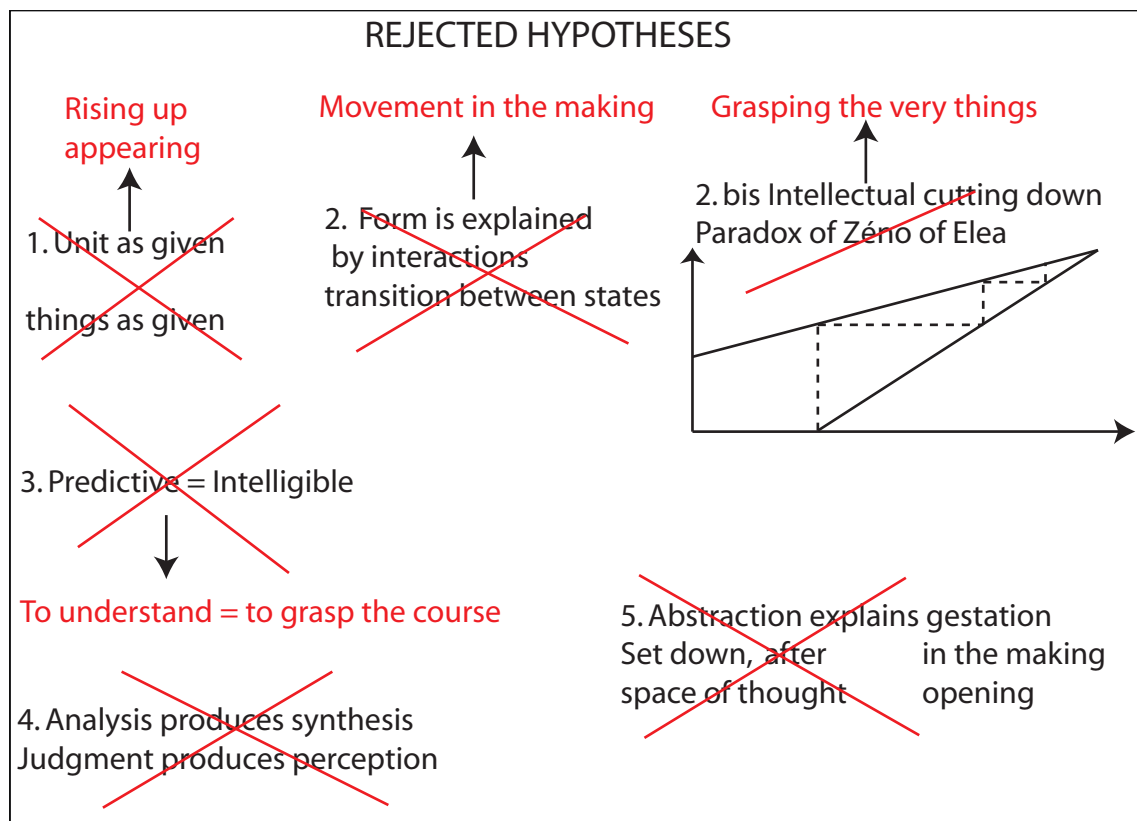 REJECTED HYPOTHESES
Rising up
appearing
Movement in the making
Grasping the very things
1. Unit as given
things as given
2. Form is explained
by interactions
transition between states
2. bis Intellectual cutting down
Paradox of Zéno of Elea
3. Predictive = Intelligible
To understand = to grasp the course
4. Analysis produces synthesis
Judgment produces perception
5. Abstraction explains gestation
Set down, after in the making
space of thought opening